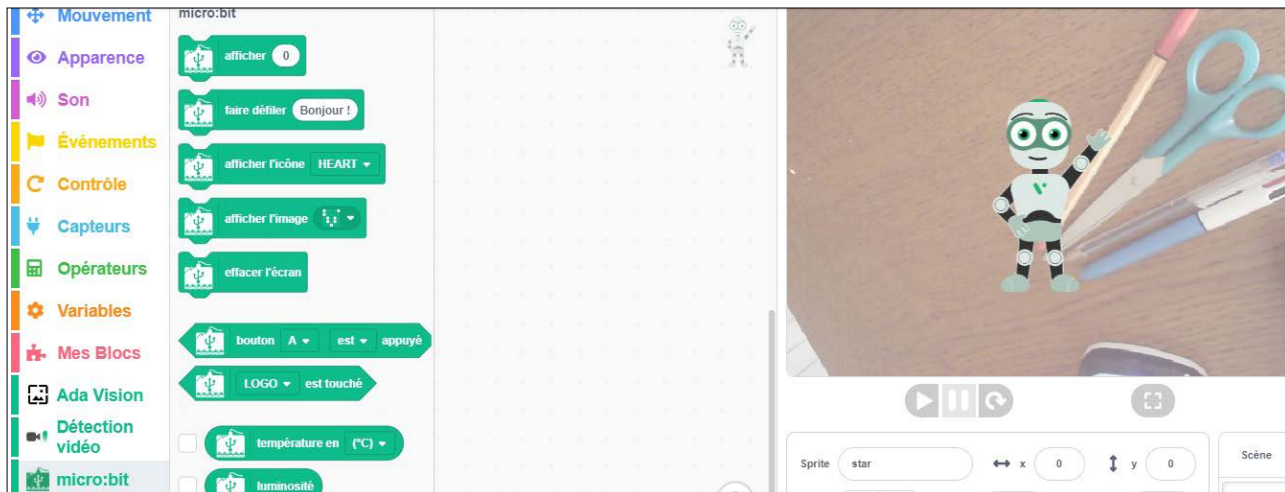 Mouvement
Apparence
Son
Événements
Contrôle
Capteurs
Opérateurs
Variables
Mes Blocs
Ada Vision
Détection
vidéo
micro:bit
micro:bit
afficher 0
faire défiler Bonjour !
afficher l'icône HEART
afficher l'image
effacer l'écran
bouton A est appuyé
LOGO est touché
température en (°C)
luminosité
Sprite star x 0 y 0
Scène